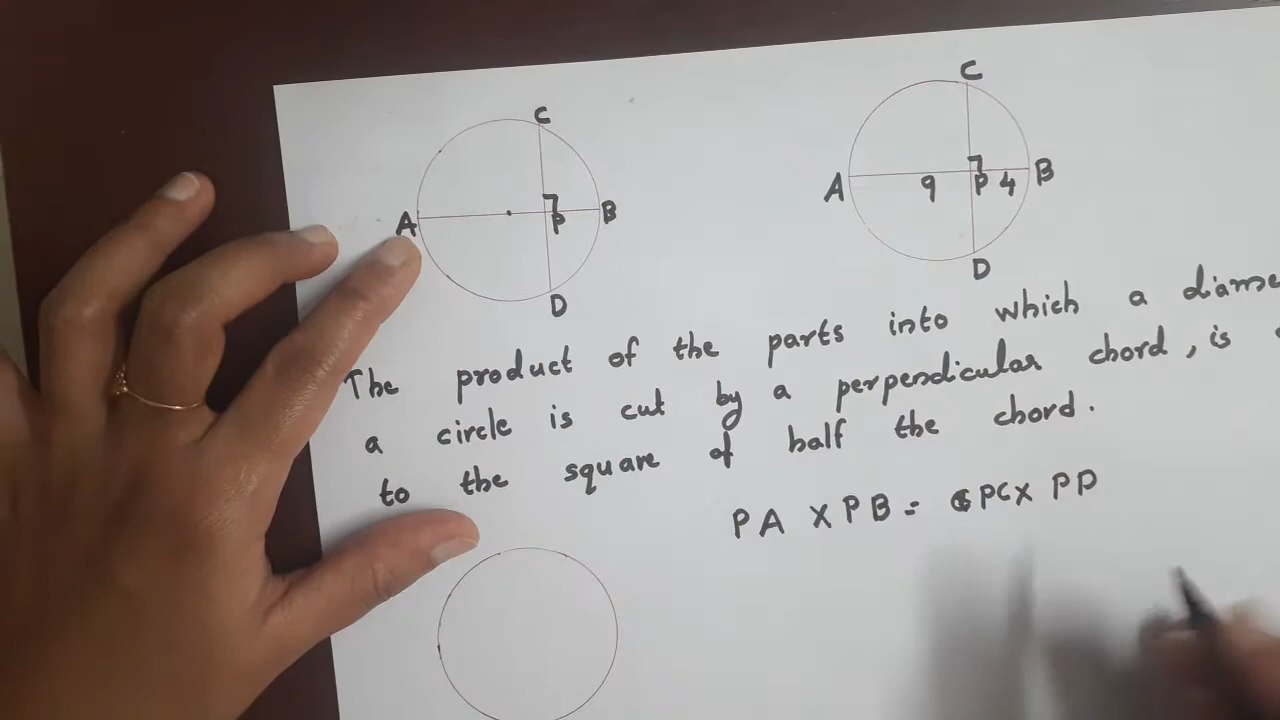 C
C
A
P
B
D
A
9
P
4
B
D
The product of the parts into which a
a circle is cut by a perpendicular chord, is
to the square of half the chord.
PA X PB = PC X PD